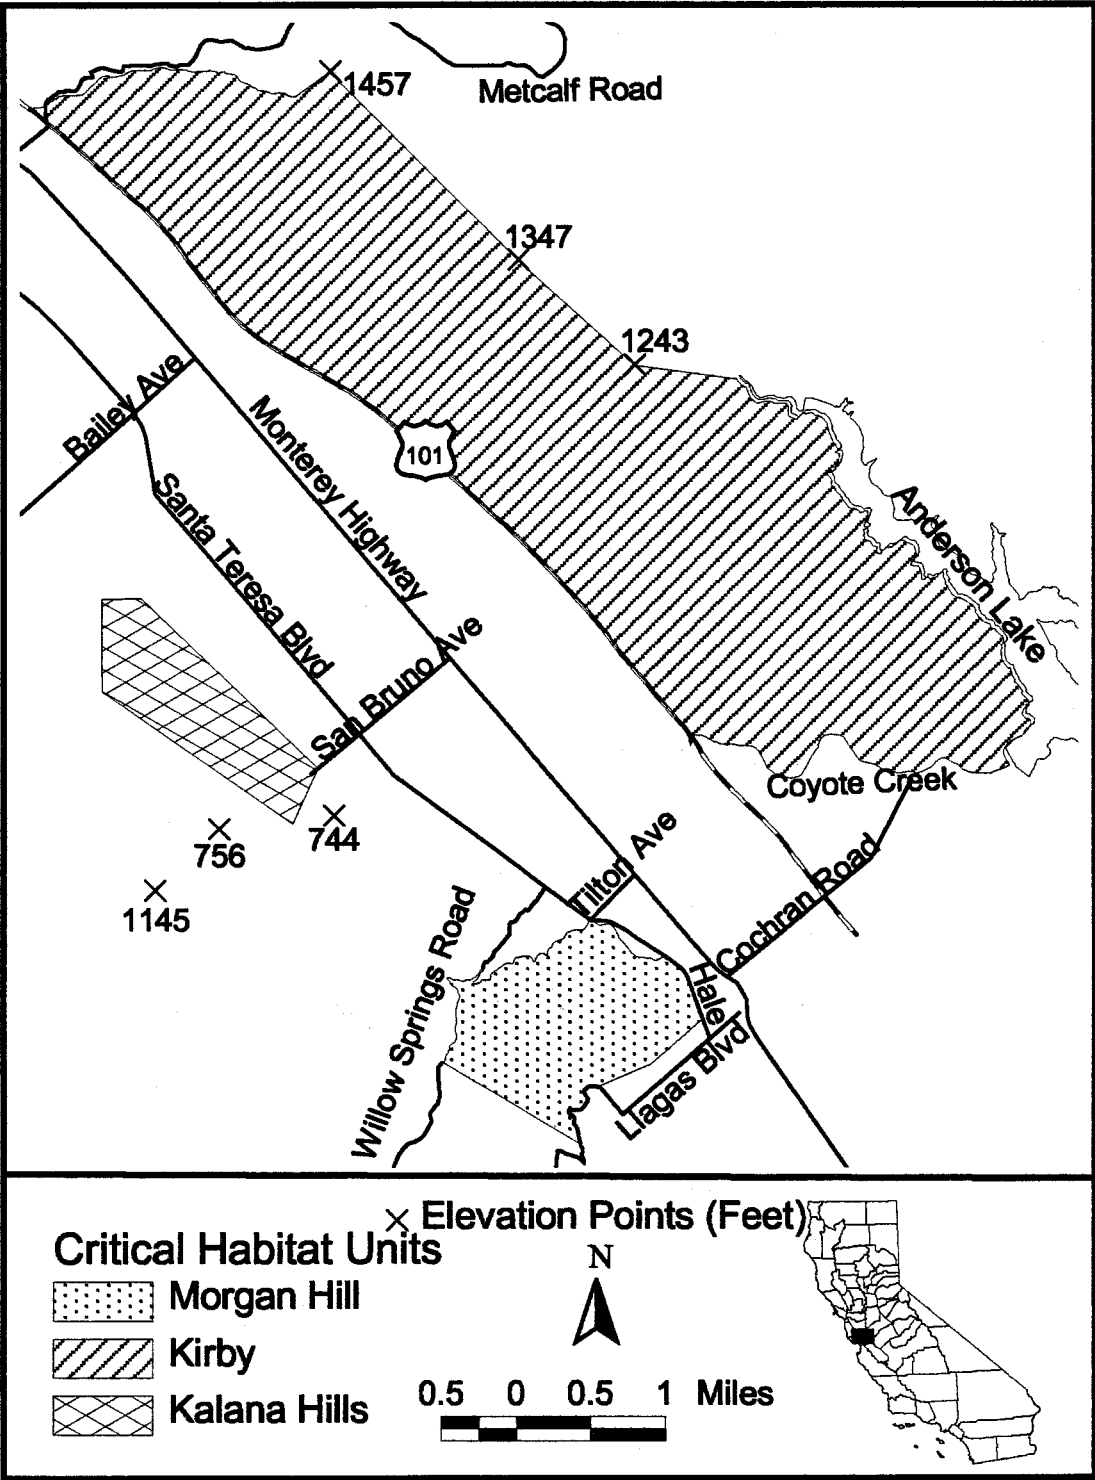 1457
Metcalf Road
1347
1243
Bailey Ave
Monterey Highway
101
Santa Teresa Blvd
Anderson Lake
San Bruno Ave
Coyote Creek
744
756
1145
Tilton Ave
Cochran Road
Willow Springs Road
Hale
Llagas Blvd
Elevation Points (Feet)
Critical Habitat Units
N
Morgan Hill
Kirby
Kalana Hills
0.5 0 0.5 1 Miles